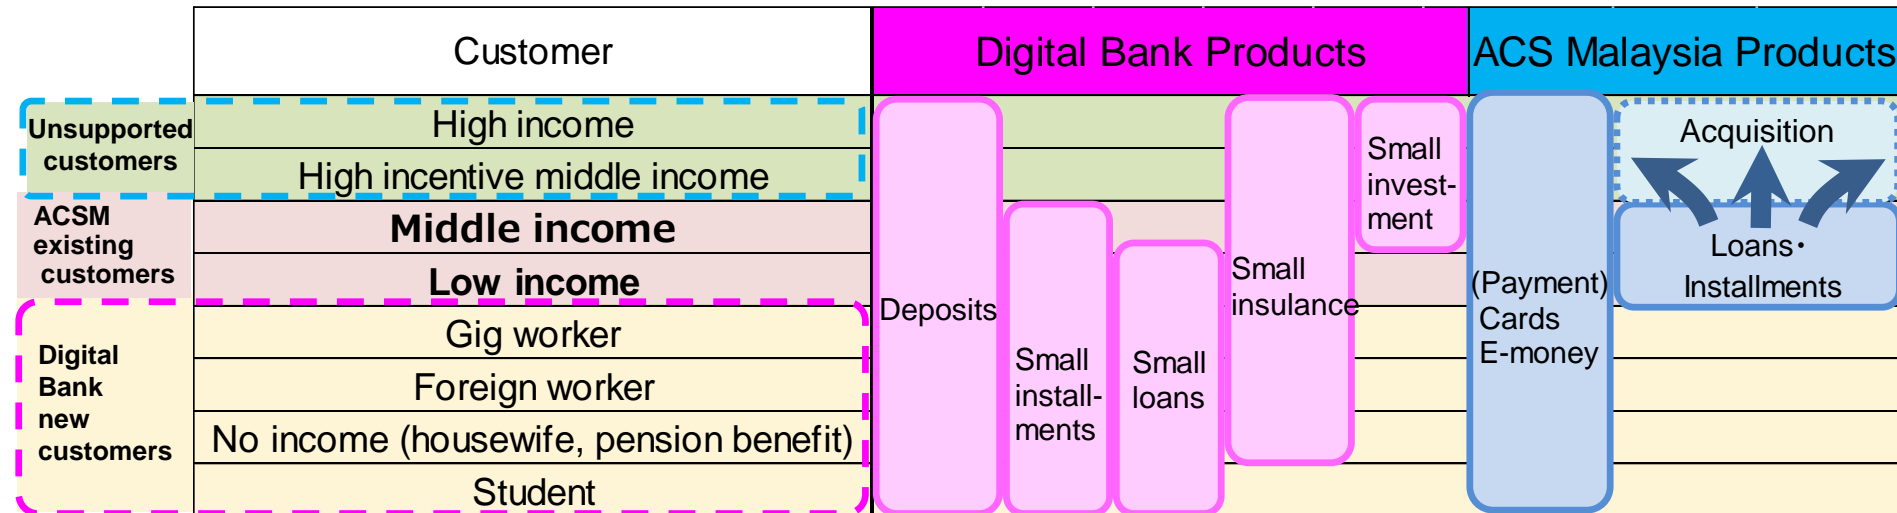 Customer
Digital Bank Products
ACS Malaysia Products
Unsupported
customers
High income
High incentive middle income
ACSM
existing
customers
Middle income
Low income
Digital
Bank
new
customers
Gig worker
Foreign worker
No income (housewife, pension benefit)
Student
Deposits
Small
install-
ments
Small
loans
Small
insulance
Small
invest-
ment
(Payment)
Cards
E-money
Acquisition
Loans・
Installments